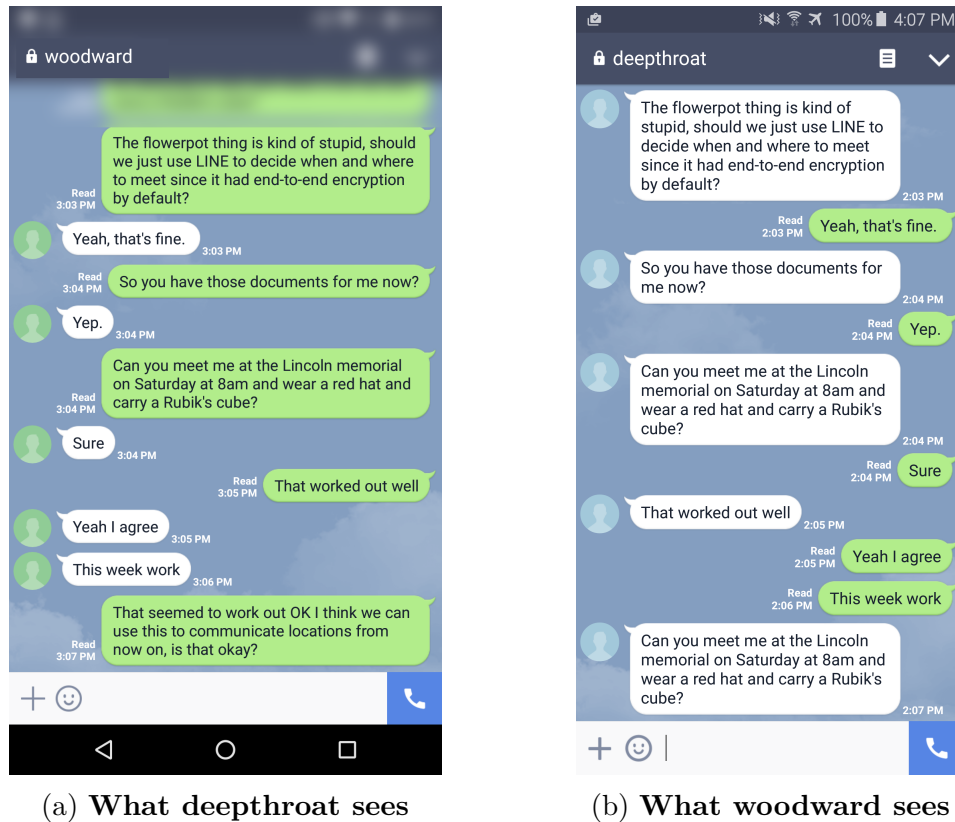 woodward
The flowerpot thing is kind of stupid, should
we just use LINE to decide when and where
to meet since it had end-to-end encryption
by default?
Read
3:03 PM
Yeah, that's fine.
3:03 PM
So you have those documents for me now?
Read
3:04 PM
Yep.
3:04 PM
Can you meet me at the Lincoln memorial
on Saturday at 8am and wear a red hat and
carry a Rubik's cube?
Read
3:04 PM
Sure
3:04 PM
That worked out well
Read
3:05 PM
Yeah I agree
3:05 PM
This week work
3:06 PM
That seemed to work out OK I think we can
use this to communicate locations from
now on, is that okay?
Read
3:07 PM
(a) What deepthroat sees
100% 4:07 PM
deepthroat
The flowerpot thing is kind of
stupid, should we just use LINE to
decide when and where to meet
since it had end-to-end encryption
by default?
2:03 PM
Read
2:03 PM
Yeah, that's fine.
So you have those documents for
me now?
2:04 PM
Read
2:04 PM
Yep.
Can you meet me at the Lincoln
memorial on Saturday at 8am and
wear a red hat and carry a Rubik's
cube?
2:04 PM
Read
2:04 PM
Sure
That worked out well
2:05 PM
Read
2:05 PM
Yeah I agree
Read
2:06 PM
This week work
Can you meet me at the Lincoln
memorial on Saturday at 8am and
wear a red hat and carry a Rubik's
cube?
2:07 PM
(b) What woodward sees